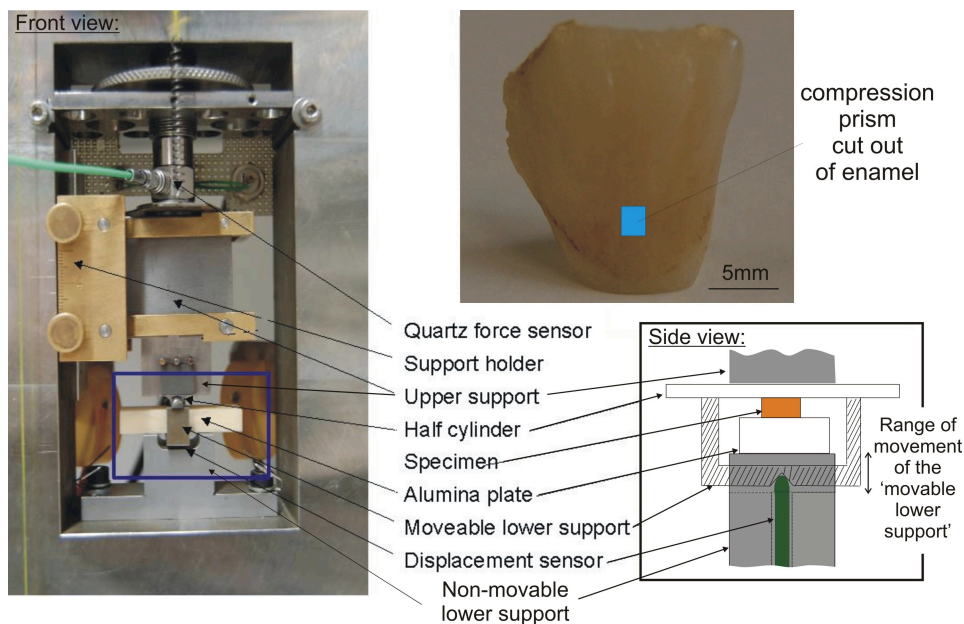 Front view:
compression
prism
cut out
of enamel
5mm
Quartz force sensor
Support holder
Upper support
Half cylinder
Specimen
Alumina plate
Moveable lower support
Displacement sensor
Non-movable
lower support
Side view:
Range of
movement
of the
‘movable
lower
support’